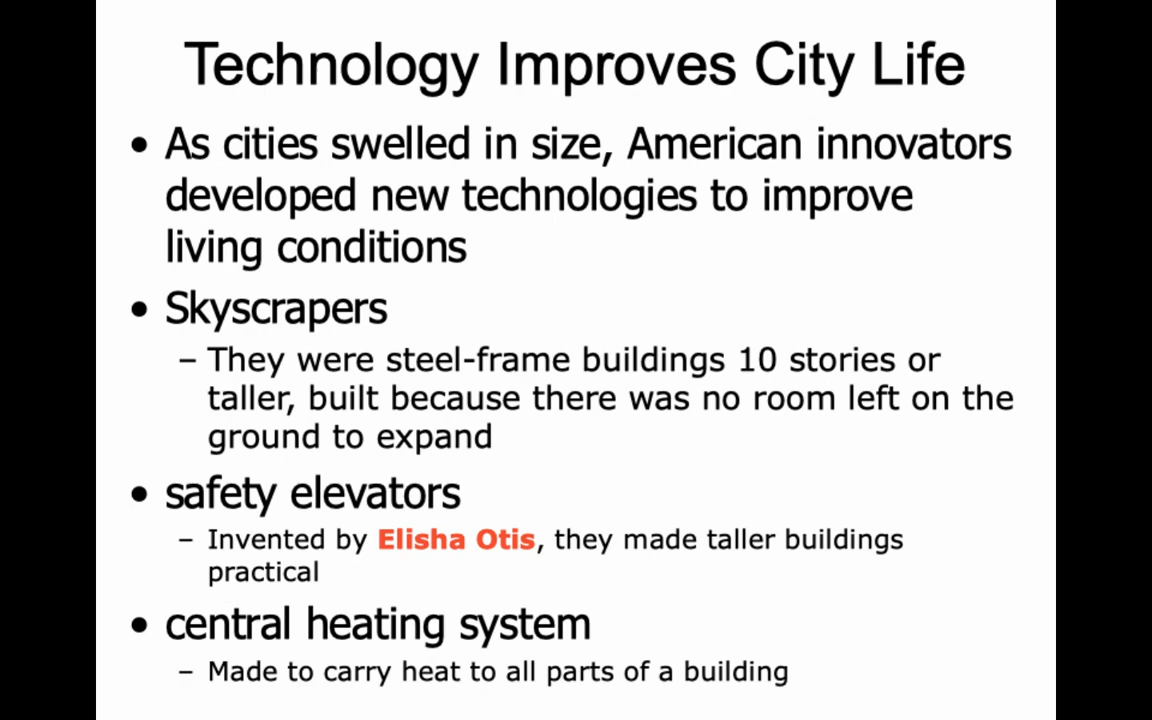 Technology Improves City Life
• As cities swelled in size, American innovators
developed new technologies to improve
living conditions
• Skyscrapers
– They were steel-frame buildings 10 stories or
taller, built because there was no room left on the
ground to expand
• safety elevators
– Invented by Elisha Otis, they made taller buildings
practical
• central heating system
– Made to carry heat to all parts of a building